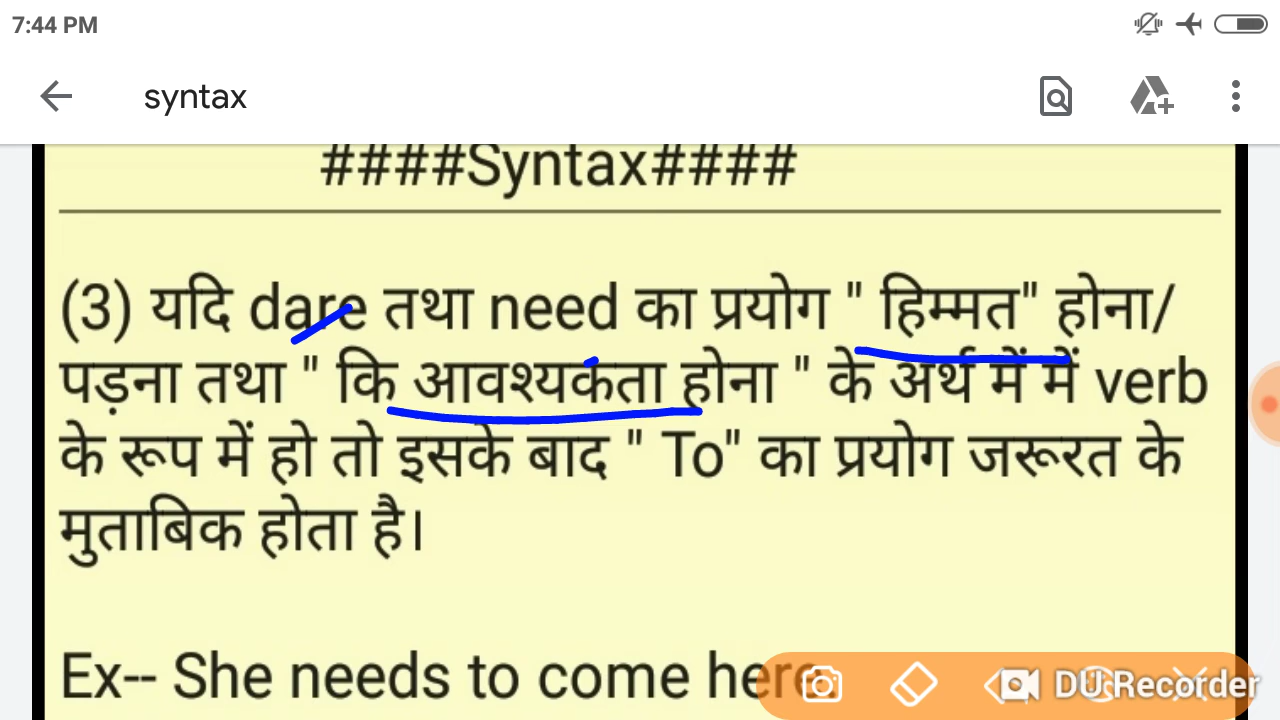 7:44 PM
syntax
####Syntax####
(3) यदि dare तथा need का प्रयोग " हिम्मत" होना/
पड़ना तथा " कि आवश्यकता होना " के अर्थ में में verb
के रूप में हो तो इसके बाद " To" का प्रयोग जरूरत के
मुताबिक होता है।
Ex-- She needs to come here.
DU Recorder